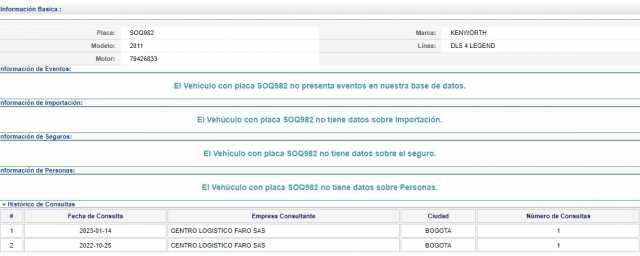 Información Basica :
Placa: SOQ982 Marca: KENWORTH
Modelo: 2011 Línea: DLS 4 LEGEND
Motor: 79426833
Información de Eventos:
El Vehículo con placa SOQ982 no presenta eventos en nuestra base de datos.
Información de Importación:
El Vehúculo con placa SOQ982 no tiene datos sobre Importación.
Información de Seguros:
El Vehúculo con placa SOQ982 no tiene datos sobre el seguro.
Información de Personas:
El Vehúculo con placa SOQ982 no tiene datos sobre Personas.
Histórico de Consultas
# Fecha de Consulta Empresa Consultante Ciudad Número de Consultas
1 2023-01-14 CENTRO LOGISTICO FARO SAS BOGOTA 1
2 2022-10-25 CENTRO LOGISTICO FARO SAS BOGOTA 1